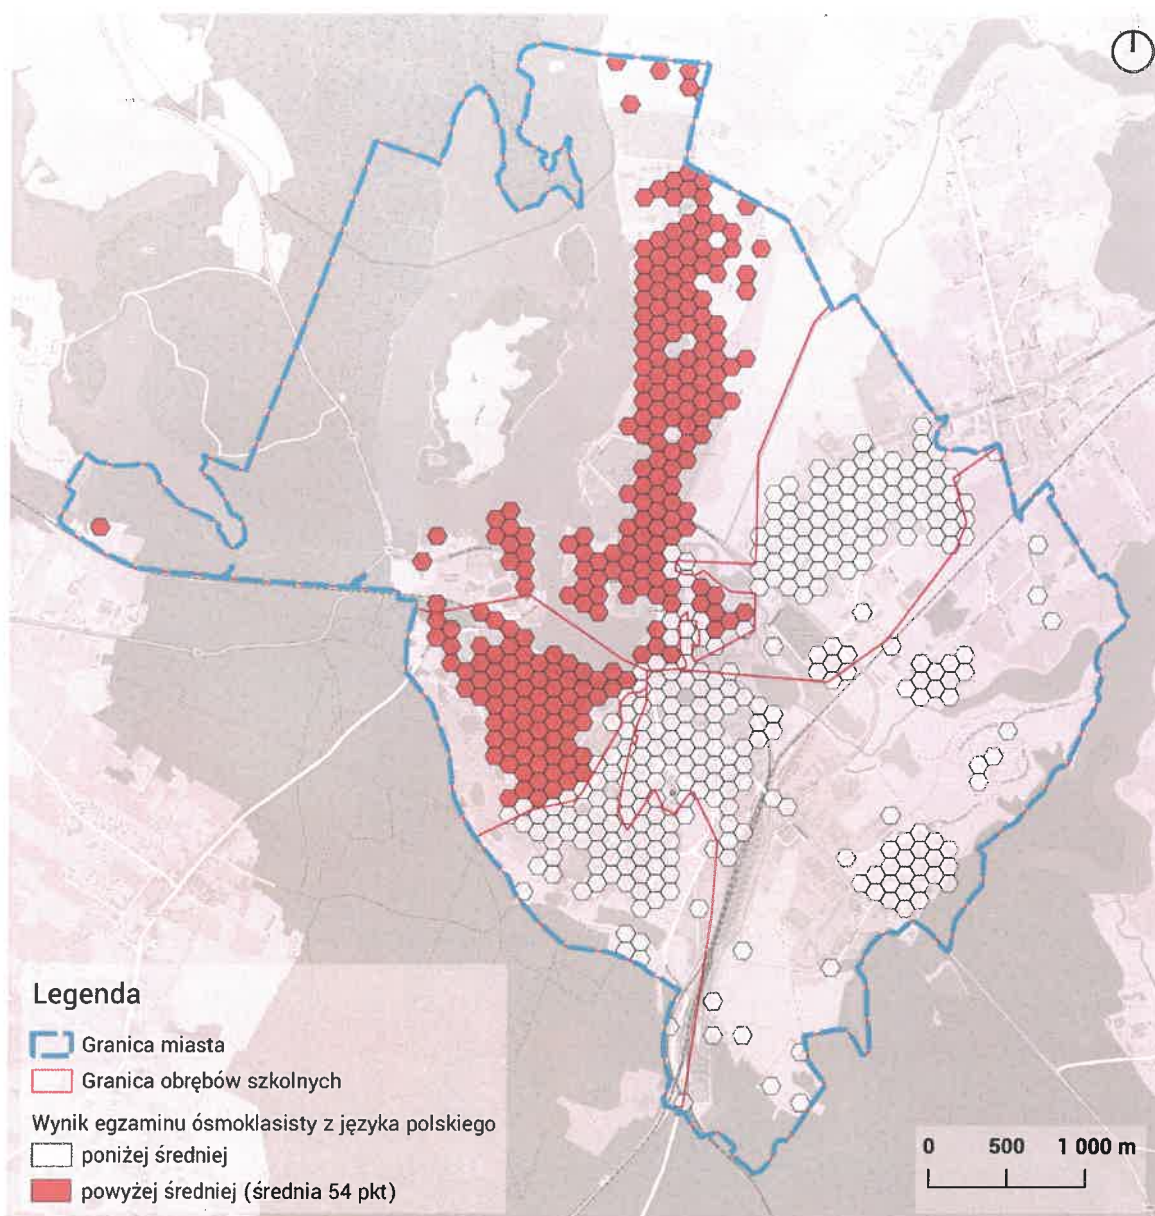 Legenda
Granica miasta
Granica obrębów szkolnych
Wynik egzaminu ósmoklasisty z języka polskiego
poniżej średniej
powyżej średniej (średnia 54 pkt)
0 500 1 000 m